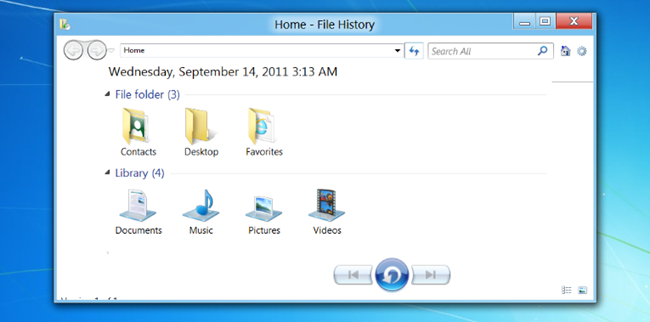 Home - File History
Home
Search All
Wednesday, September 14, 2011 3:13 AM
File folder (3)
Contacts Desktop Favorites
Library (4)
Documents Music Pictures Videos